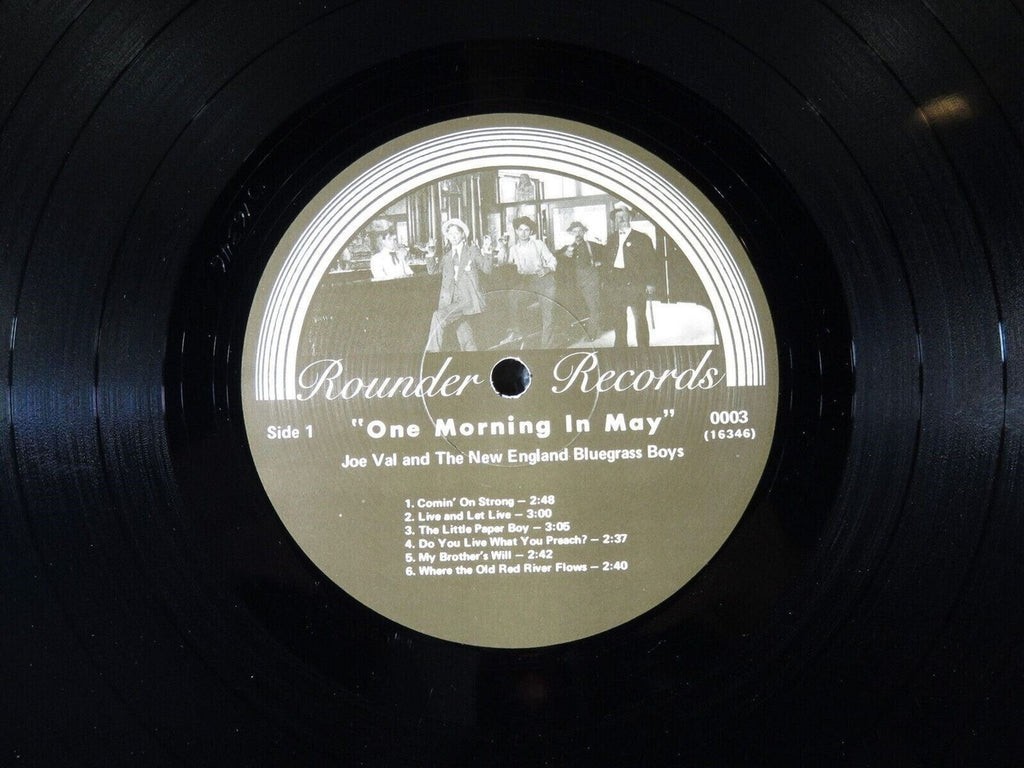 Rounder Records
Side 1
"One Morning In May"
0003
(16346)
Joe Val and The New England Bluegrass Boys
1. Comin' On Strong — 2:48
2. Live and Let Live — 3:00
3. The Little Paper Boy — 3:05
4. Do You Live What You Preach? — 2:37
5. My Brother's Will — 2:42
6. Where the Old Red River Flows — 2:40